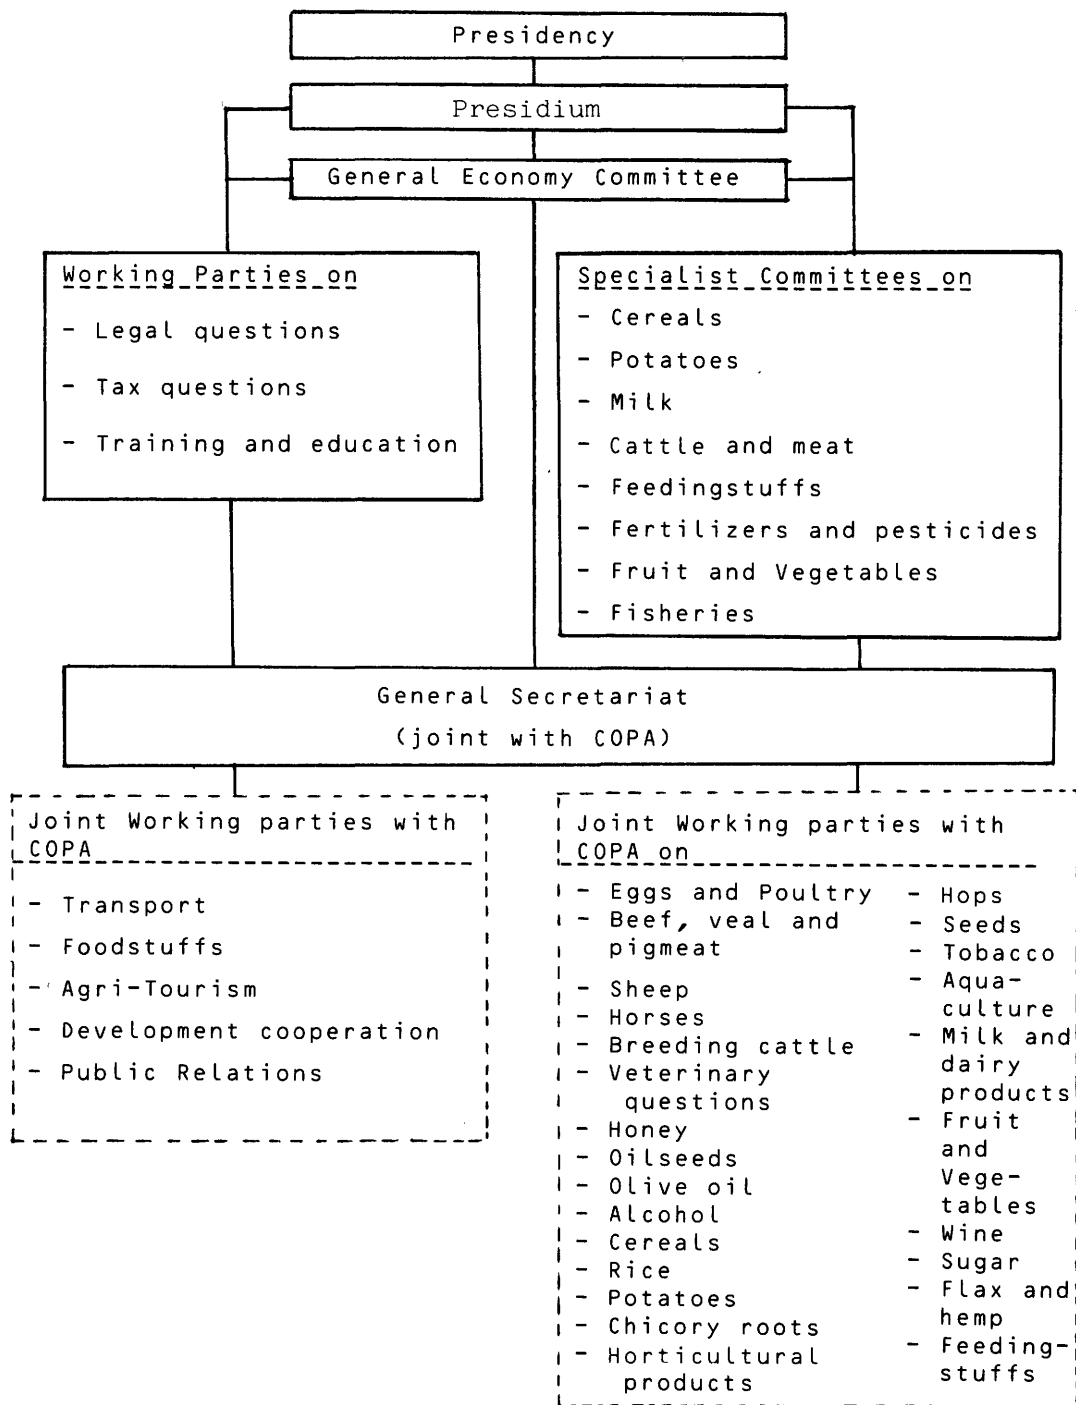 Presidency
Presidium
General Economy Committee
Working Parties on
- Legal questions
- Tax questions
- Training and education
Specialist Committees on
- Cereals
- Potatoes
- Milk
- Cattle and meat
- Feedingstuffs
- Fertilizers and pesticides
- Fruit and Vegetables
- Fisheries
General Secretariat
(joint with COPA)
Joint Working parties with
COPA
- Transport
- Foodstuffs
- Agri-Tourism
- Development cooperation
- Public Relations
Joint Working parties with
COPA on
- Eggs and Poultry
- Beef, veal and
pigmeat
- Sheep
- Horses
- Breeding cattle
- Veterinary
questions
- Honey
- Oilseeds
- Olive oil
- Alcohol
- Cereals
- Rice
- Potatoes
- Chicory roots
- Horticultural
products
- Hops
- Seeds
- Tobacco
- Aqua-
culture
- Milk and
dairy
products
- Fruit
and
Vege-
tables
- Wine
- Sugar
- Flax and
hemp
- Feeding-
stuffs